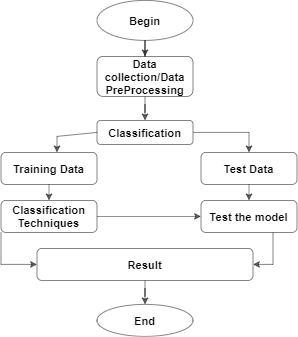 Begin
Data
collection/Data
PreProcessing
Classification
Training Data
Test Data
Classification
Techniques
Test the model
Result
End